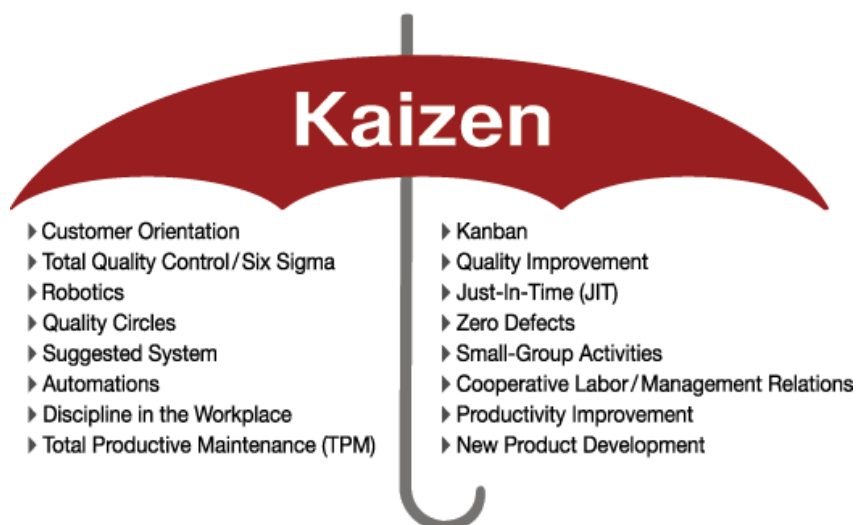 Kaizen
Customer Orientation
Total Quality Control/Six Sigma
Robotics
Quality Circles
Suggested System
Automations
Discipline in the Workplace
Total Productive Maintenance (TPM)
Kanban
Quality Improvement
Just-In-Time (JIT)
Zero Defects
Small-Group Activities
Cooperative Labor/Management Relations
Productivity Improvement
New Product Development